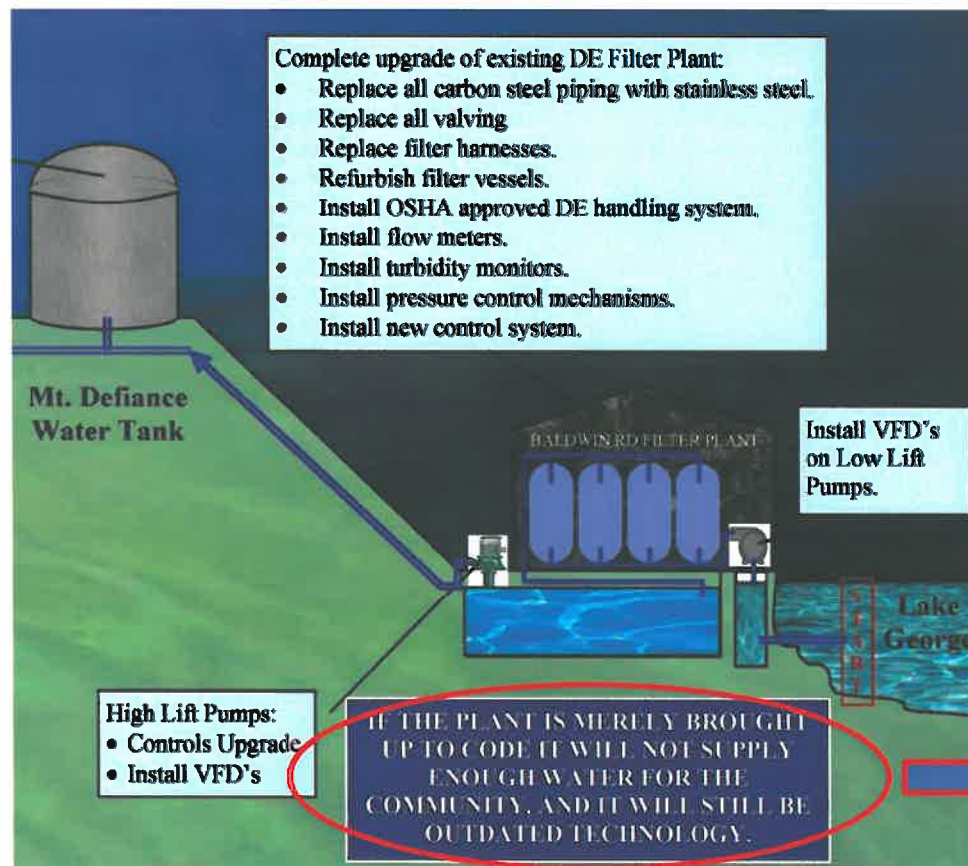 Complete upgrade of existing DE Filter Plant:
• Replace all carbon steel piping with stainless steel.
• Replace all valving
• Replace filter harnesses.
• Refurbish filter vessels.
• Install OSHA approved DE handling system.
• Install flow meters.
• Install turbidity monitors.
• Install pressure control mechanisms.
• Install new control system.
Mt. Defiance
Water Tank
BALDWIN RD FILTER PLANT
Install VFD's
on Low Lift
Pumps.
START
Lake
George
High Lift Pumps:
• Controls Upgrade
• Install VFD's
IF THE PLANT IS MERELY BROUGHT
UP TO CODE IT WILL NOT SUPPLY
ENOUGH WATER FOR THE
COMMUNITY, AND IT WILL STILL BE
OUTDATED TECHNOLOGY.